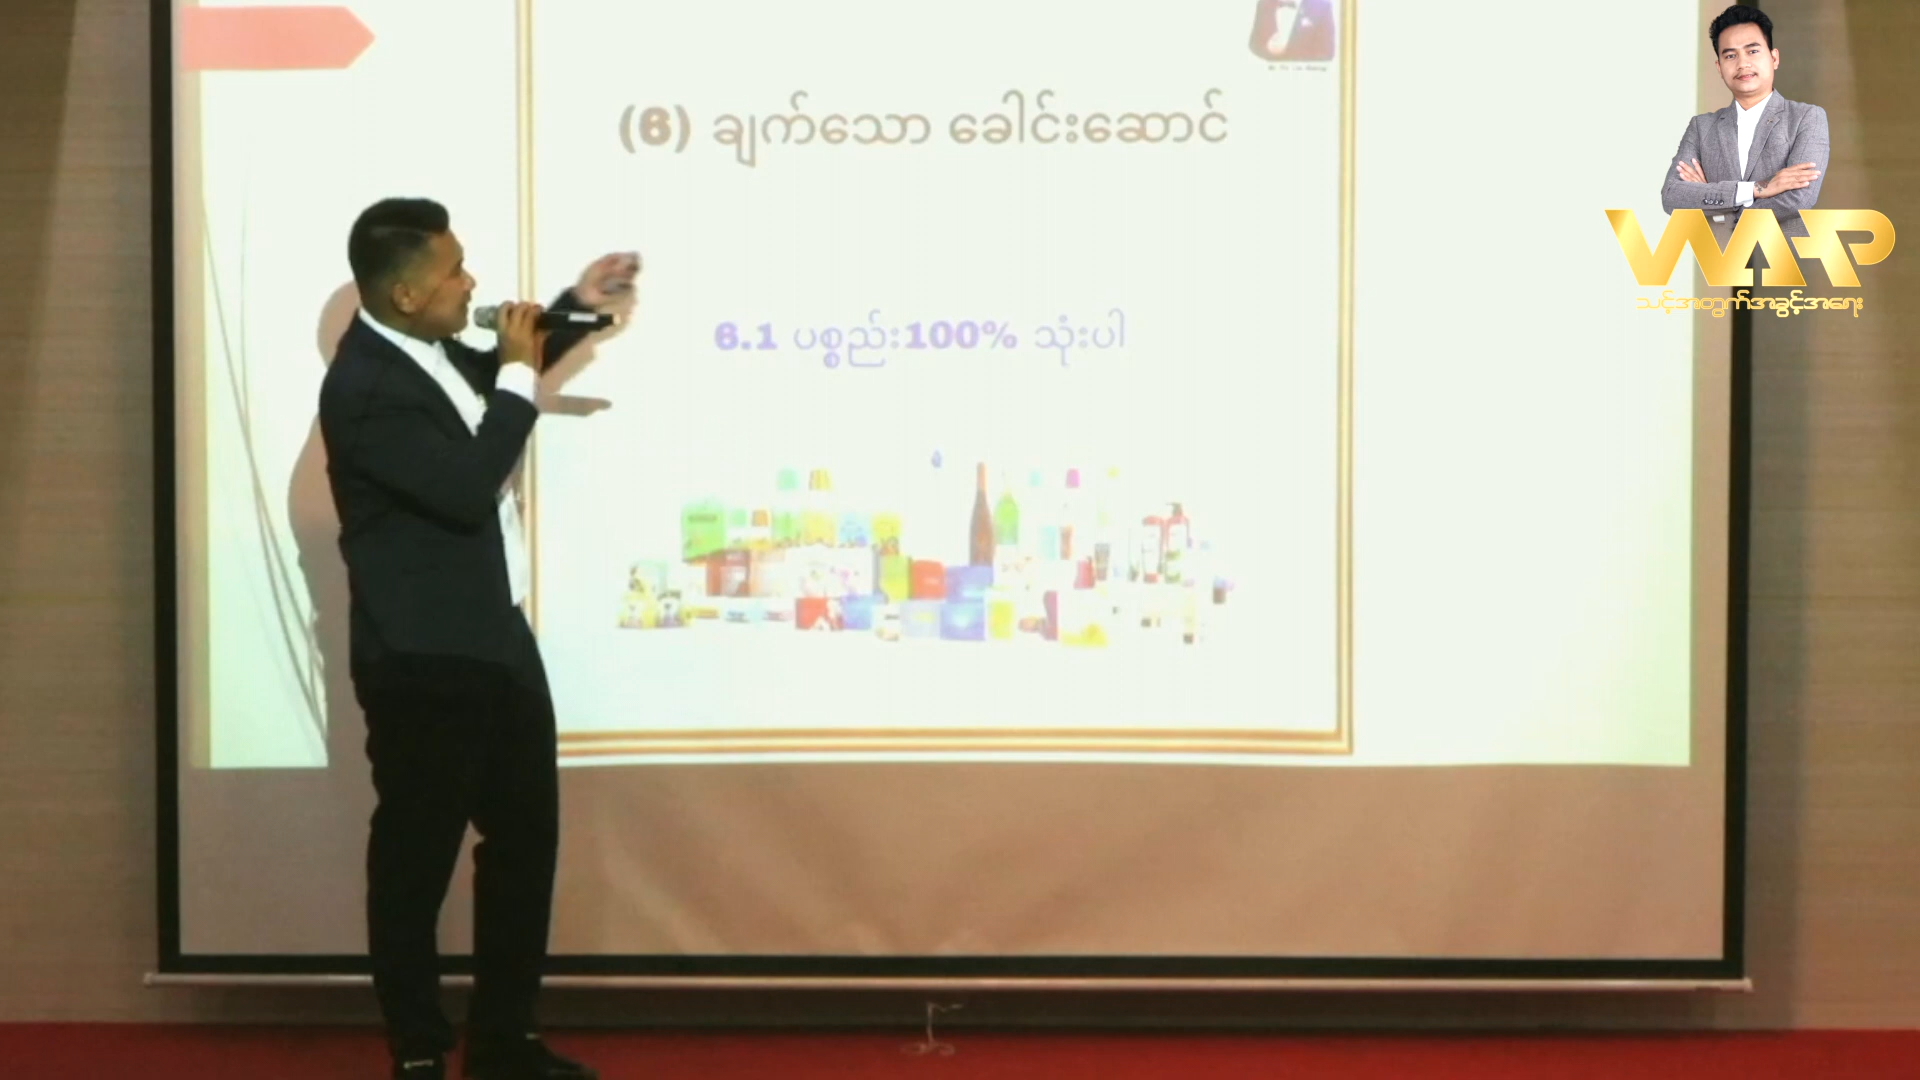 (6) ချက်သော ခေါင်းဆောင်
6.1 ပစ္စည်း100% သုံးပါ
WAP
သင့်အတွက်အခွင့်အရေး